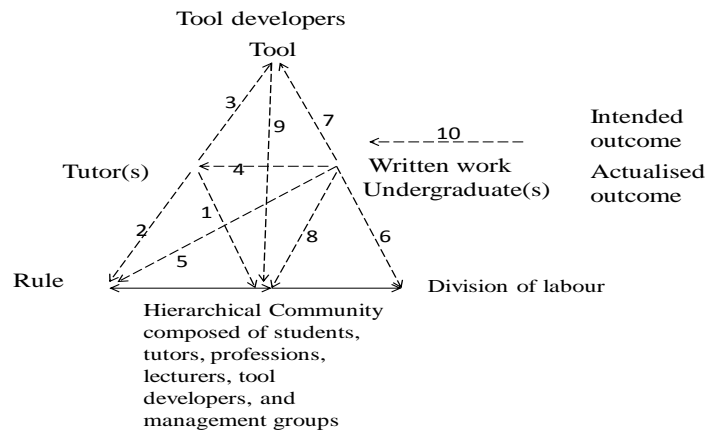 Tool developers
Tool
3
9
7
10
Intended
outcome
Tutor(s)
4
Written work
Undergraduate(s)
Actualised
outcome
2
1
5
8
6
Rule
Division of labour
Hierarchical Community
composed of students,
tutors, professions,
lecturers, tool
developers, and
management groups